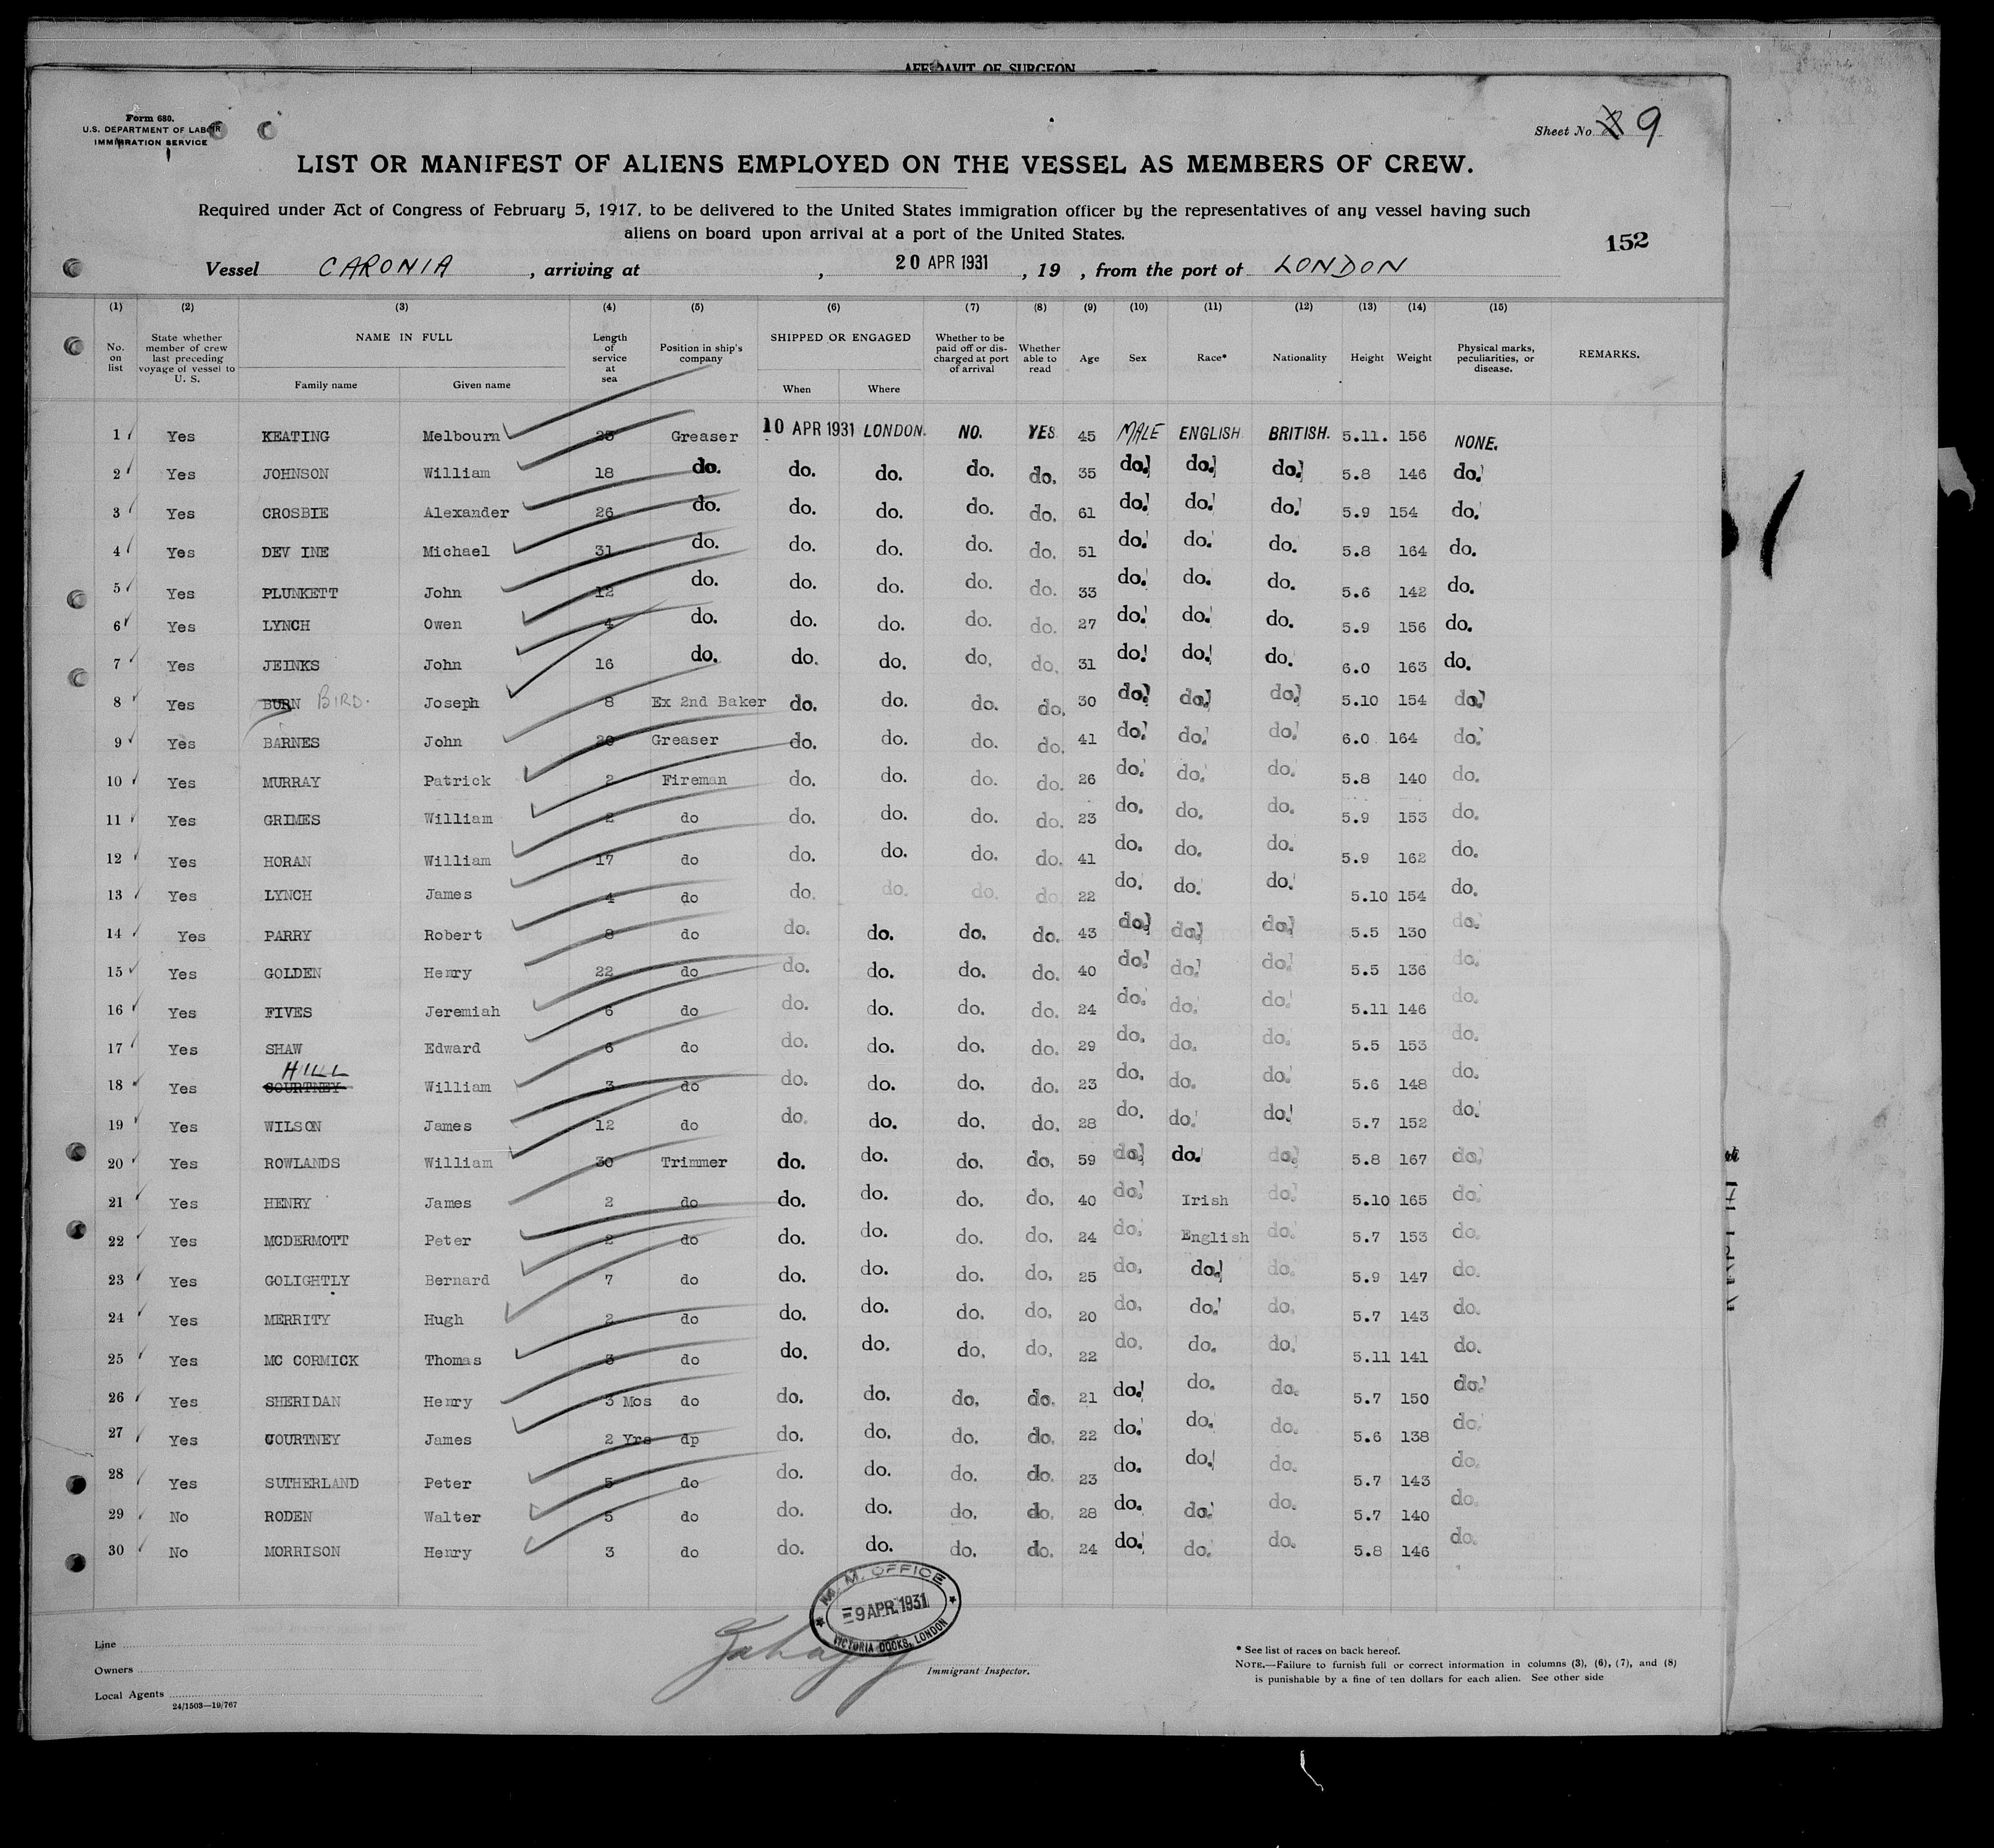 AFFIDAVIT OF SURGEON
Form 680.
U.S. DEPARTMENT OF LABOR
IMMIGRATION SERVICE
Sheet No. 9
LIST OR MANIFEST OF ALIENS EMPLOYED ON THE VESSEL AS MEMBERS OF CREW.
Required under Act of Congress of February 5, 1917, to be delivered to the United States immigration officer by the representatives of any vessel having such
aliens on board upon arrival at a port of the United States.
152
Vessel CARONIA, arriving at , 20 APR 1931, 19 , from the port of LONDON
(1) (2) (3) (4) (5) (6) (7) (8) (9) (10) (11) (12) (13) (14) (15)
No. on list State whether member of crew last preceding voyage of vessel to U. S. NAME IN FULL Family name Given name Length of service at sea Position in ship's company SHIPPED OR ENGAGED When Where Whether to be paid off or discharged at port of arrival Whether able to read Age Sex Race* Nationality Height Weight Physical marks, peculiarities, or disease. REMARKS.
1 Yes KEATING Melbourn 25 Greaser 10 APR 1931 LONDON. NO. YES 45 MALE ENGLISH BRITISH. 5.11. 156 NONE.
2 Yes JOHNSON William 18 do. do. do. do. do. 35 do. do. do. 5.8 146 do.
3 Yes CROSBIE Alexander 26 do. do. do. do. do. 61 do. do. do. 5.9 154 do.
4 Yes DEV INE Michael 31 do. do. do. do. do. 51 do. do. do. 5.8 164 do.
5 Yes PLUNKETT John 12 do. do. do. do. do. 33 do. do. do. 5.6 142 do.
6 Yes LYNCH Owen 4 do. do. do. do. do. 27 do. do. do. 5.9 156 do.
7 Yes JEINKS John 16 do. do. do. do. do. 31 do. do. do. 6.0 163 do.
8 Yes BURN BIRD. Joseph 8 Ex 2nd Baker do. do. do. do. 30 do. do. do. 5.10 154 do.
9 Yes BARNES John 20 Greaser do. do. do. do. 41 do. do. do. 6.0 164 do.
10 Yes MURRAY Patrick 2 Fireman do. do. do. do. 26 do. do. do. 5.8 140 do.
11 Yes GRIMES William 2 do do. do. do. do. 23 do. do. do. 5.9 153 do.
12 Yes HORAN William 17 do do. do. do. do. 41 do. do. do. 5.9 162 do.
13 Yes LYNCH James 4 do do. do. do. do. 22 do. do. do. 5.10 154 do.
14 Yes PARRY Robert 8 do do. do. do. do. 43 do. do. do. 5.5 130 do.
15 Yes GOLDEN Henry 22 do do. do. do. do. 40 do. do. do. 5.5 136 do.
16 Yes FIVES Jeremiah 6 do do. do. do. do. 24 do. do. do. 5.11 146 do.
17 Yes SHAW Edward 6 do do. do. do. do. 29 do. do. do. 5.5 153 do.
18 Yes HILL COURTNEY William 3 do do. do. do. do. 23 do. do. do. 5.6 148 do.
19 Yes WILSON James 12 do do. do. do. do. 28 do. do. do. 5.7 152 do.
20 Yes ROWLANDS William 30 Trimmer do. do. do. do. 59 do. do. do. 5.8 167 do.
21 Yes HENRY James 2 do do. do. do. do. 40 do. Irish do. 5.10 165 do.
22 Yes MCDERMOTT Peter 2 do do. do. do. do. 24 do. English do. 5.7 153 do.
23 Yes GOLIGHTLY Bernard 7 do do. do. do. do. 25 do. do. do. 5.9 147 do.
24 Yes MERRITY Hugh 2 do do. do. do. do. 20 do. do. do. 5.7 143 do.
25 Yes MC CORMICK Thomas 3 do do. do. do. do. 22 do. do. do. 5.11 141 do.
26 Yes SHERIDAN Henry 3 Mos do do. do. do. do. 21 do. do. do. 5.7 150 do.
27 Yes COURTNEY James 2 Yrs dp do. do. do. do. 22 do. do. do. 5.6 138 do.
28 Yes SUTHERLAND Peter 5 do do. do. do. do. 23 do. do. do. 5.7 143 do.
29 No RODEN Walter 5 do do. do. do. do. 28 do. do. do. 5.7 140 do.
30 No MORRISON Henry 3 do do. do. do. do. 24 do. do. do. 5.8 146 do.
M. M. OFFICE
9 APR. 1931
VICTORIA DOCKS, LONDON
Line
Owners
Local Agents
24/1503—19/767
Immigrant Inspector.
* See list of races on back hereof.
NOTE.—Failure to furnish full or correct information in columns (3), (6), (7), and (8)
is punishable by a fine of ten dollars for each alien. See other side